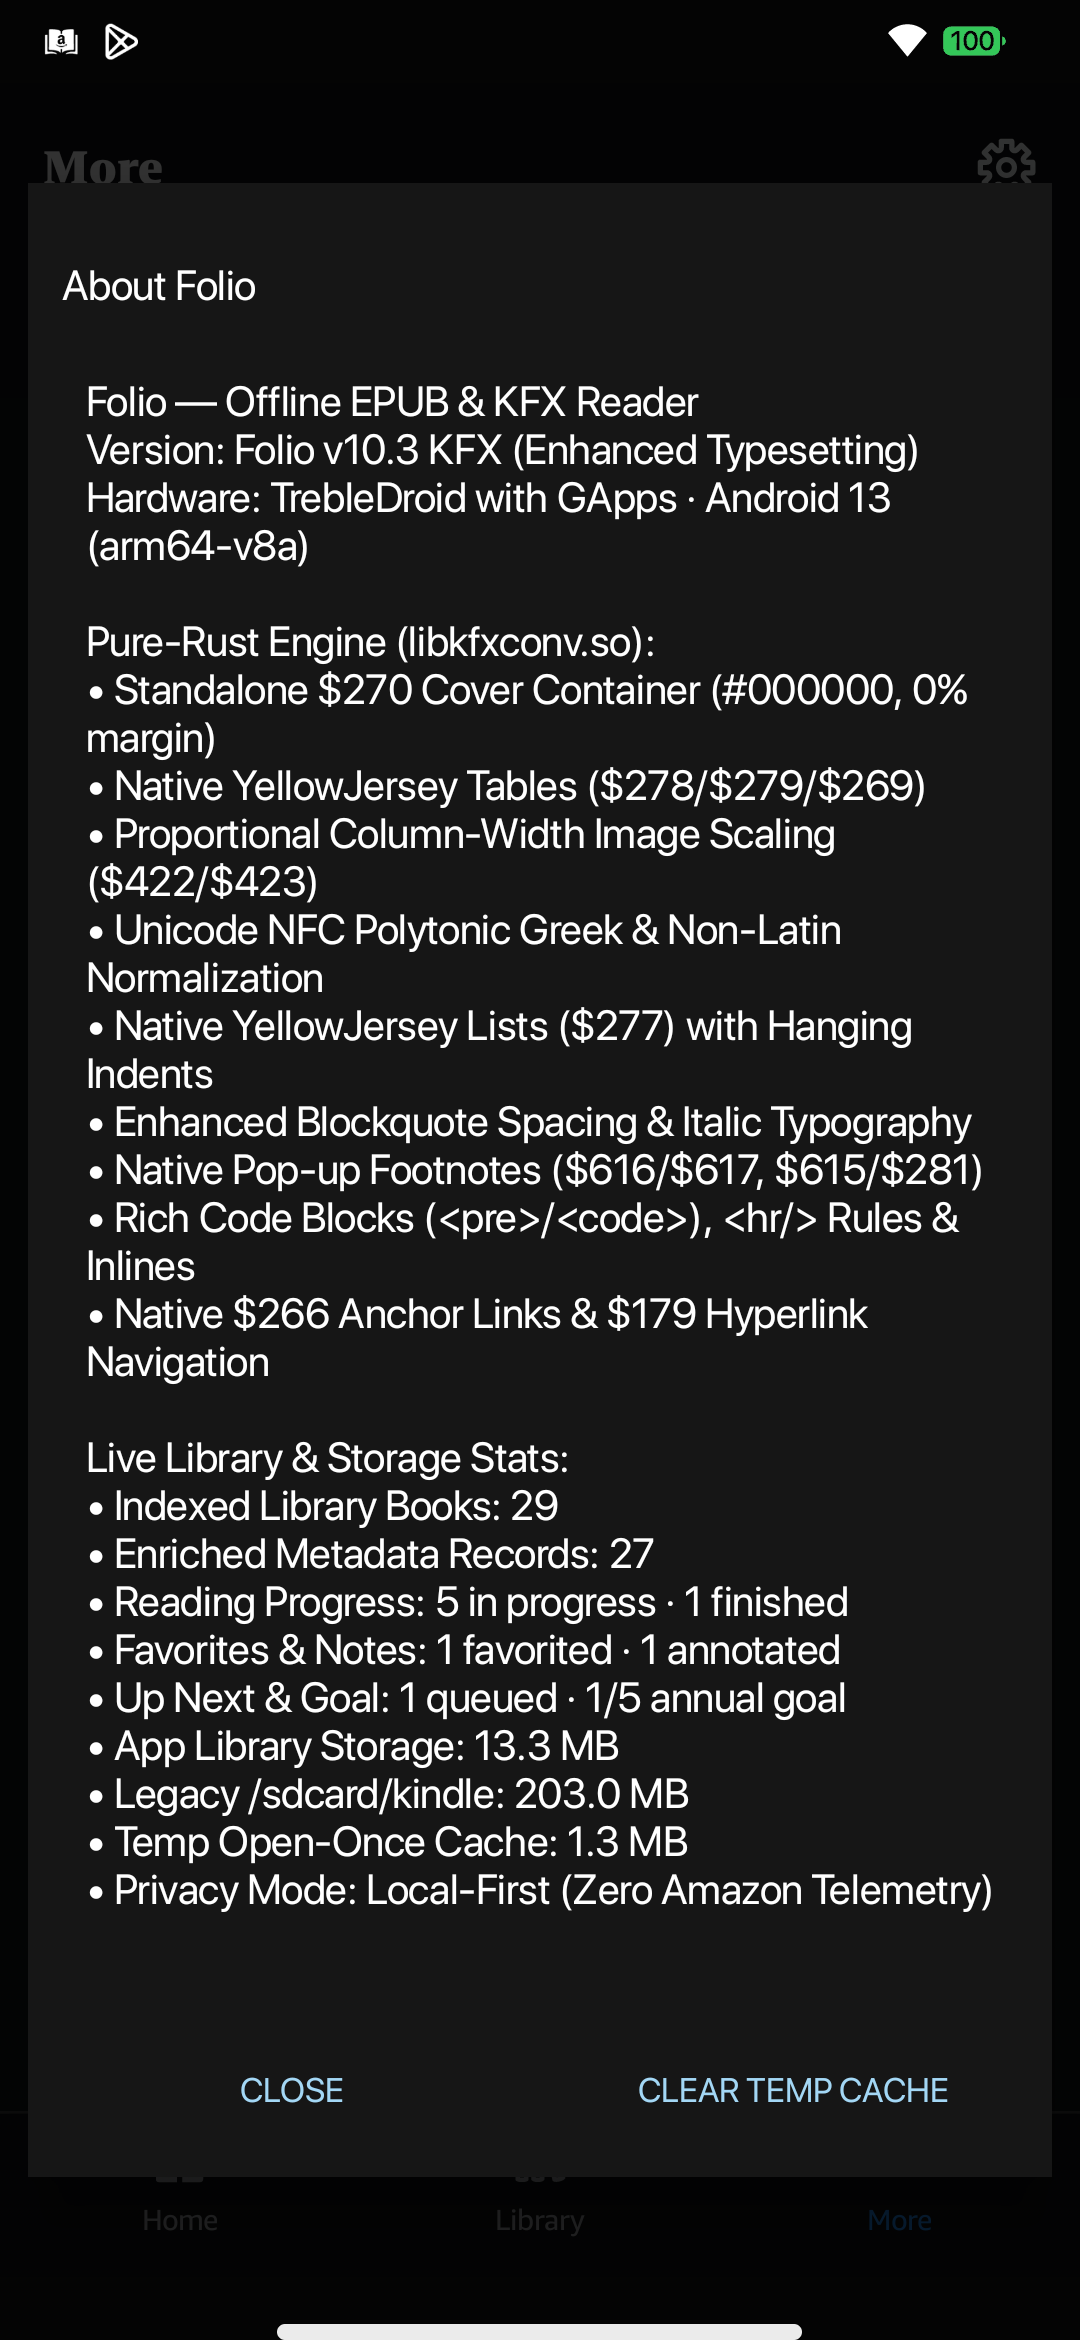 100
More
About Folio
Folio — Offline EPUB & KFX Reader
Version: Folio v10.3 KFX (Enhanced Typesetting)
Hardware: TrebleDroid with GApps · Android 13
(arm64-v8a)
Pure-Rust Engine (libkfxconv.so):
• Standalone $270 Cover Container (#000000, 0%
margin)
• Native YellowJersey Tables ($278/$279/$269)
• Proportional Column-Width Image Scaling
($422/$423)
• Unicode NFC Polytonic Greek & Non-Latin
Normalization
• Native YellowJersey Lists ($277) with Hanging
Indents
• Enhanced Blockquote Spacing & Italic Typography
• Native Pop-up Footnotes ($616/$617, $615/$281)
• Rich Code Blocks (<pre>/<code>), <hr/> Rules &
Inlines
• Native $266 Anchor Links & $179 Hyperlink
Navigation
Live Library & Storage Stats:
• Indexed Library Books: 29
• Enriched Metadata Records: 27
• Reading Progress: 5 in progress · 1 finished
• Favorites & Notes: 1 favorited · 1 annotated
• Up Next & Goal: 1 queued · 1/5 annual goal
• App Library Storage: 13.3 MB
• Legacy /sdcard/kindle: 203.0 MB
• Temp Open-Once Cache: 1.3 MB
• Privacy Mode: Local-First (Zero Amazon Telemetry)
CLOSE CLEAR TEMP CACHE
Home Library More